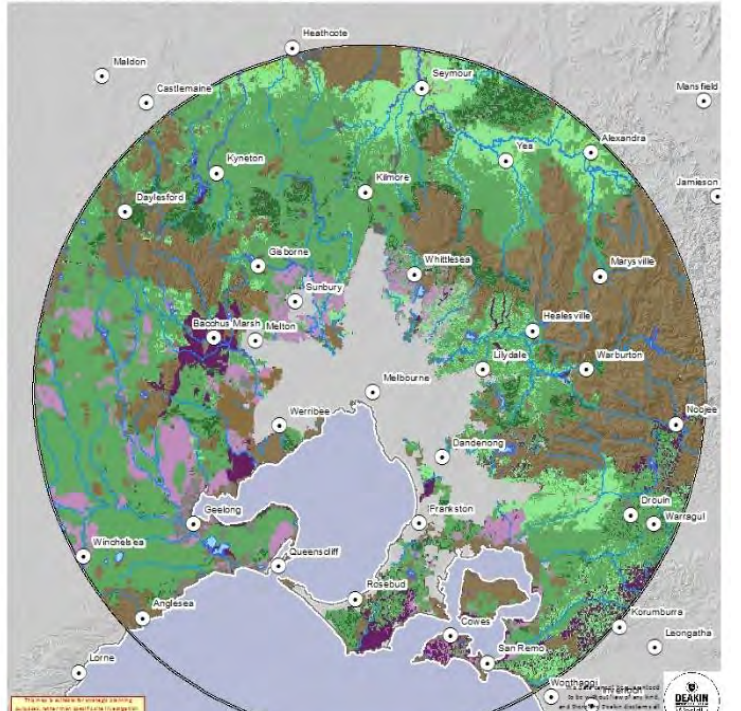 Heathcote
Maldon
Seymour
Castlemaine
Mansfield
Alexandra
Yea
Kyneton
Kilmore
Jamieson
Daylesford
Gisborne
Whittlesea
Marysville
Sunbury
Healesville
Bacchus Marsh
Melton
Lilydale
Warburton
Melbourne
Noojee
Werribee
Dandenong
Drouin
Geelong
Frankston
Warragul
Winchelsea
Queenscliff
Rosebud
Anglesea
Cowes
Korumburra
Leongatha
San Remo
Lorne
Wonthaggi
DEAKIN